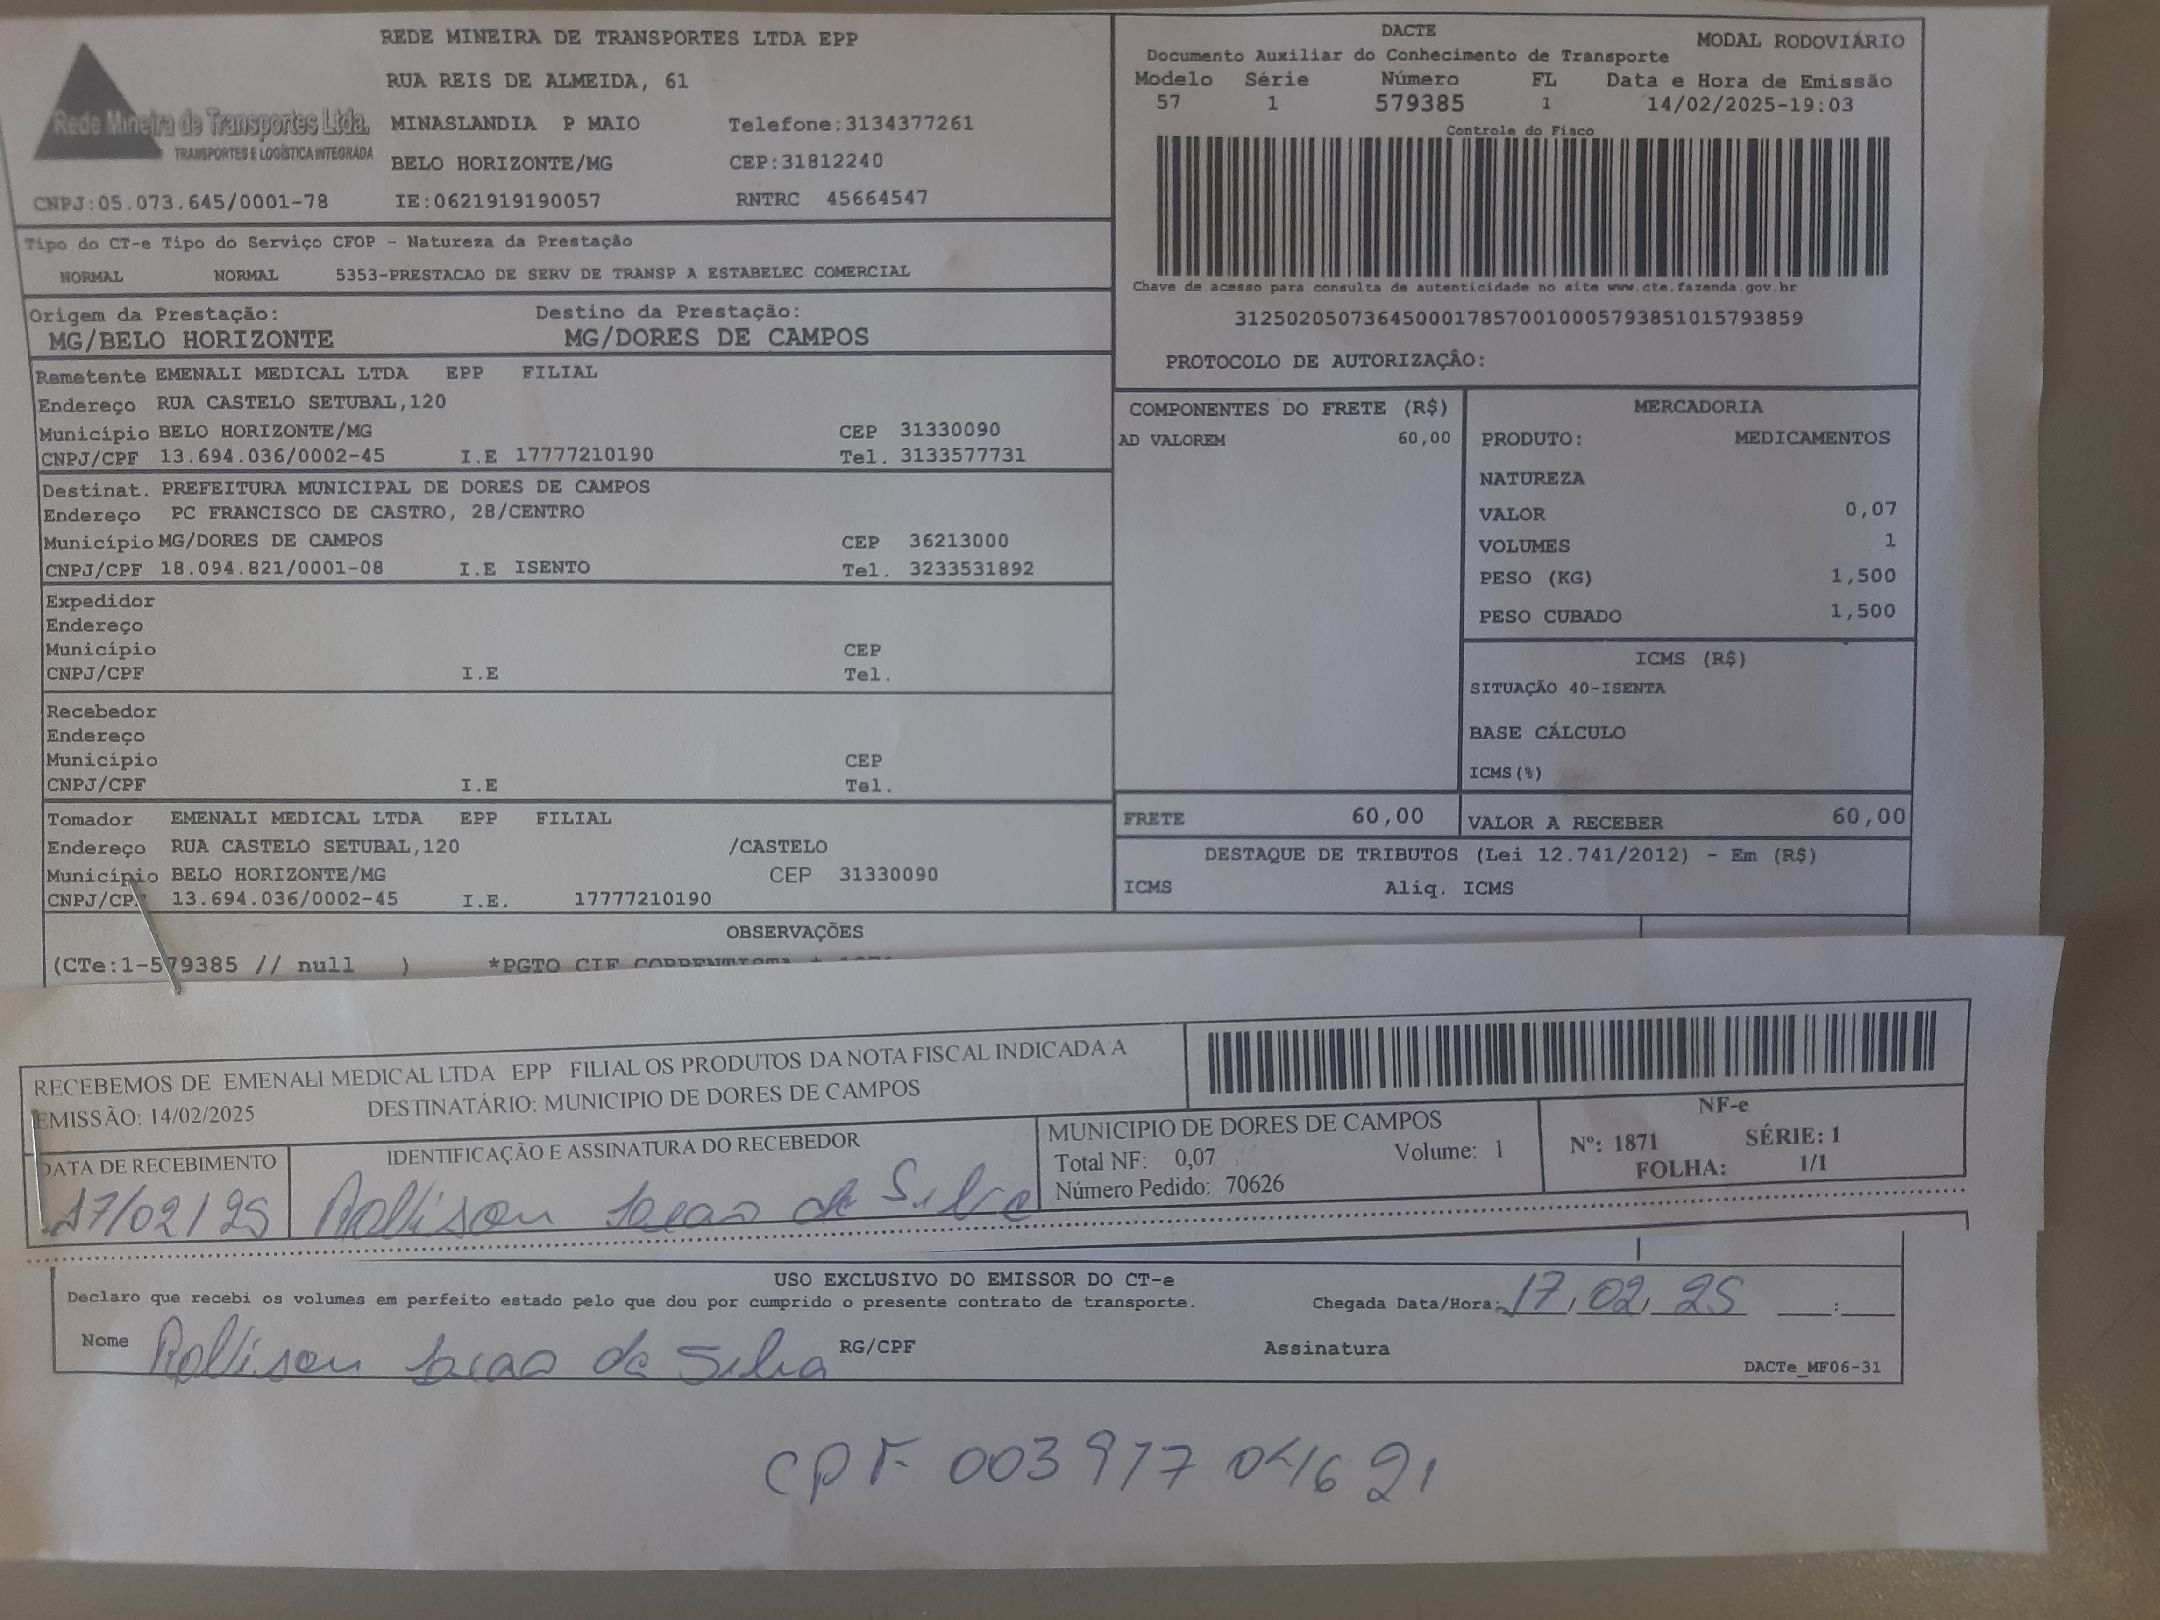 REDE MINEIRA DE TRANSPORTES LTDA EPP
RUA REIS DE ALMEIDA, 61
Rede Mineira de Transportes Ltda.
TRANSPORTES E LOGÍSTICA INTEGRADA
MINASLANDIA P MAIO Telefone:3134377261
BELO HORIZONTE/MG CEP:31812240
CNPJ:05.073.645/0001-78 IE:0621919190057 RNTRC 45664547
DACTE
Documento Auxiliar do Conhecimento de Transporte MODAL RODOVIÁRIO
Modelo Série Número FL Data e Hora de Emissão
57 1 579385 1 14/02/2025-19:03
Controle do Fisco
Chave de acesso para consulta de autenticidade no site www.cte.fazenda.gov.br
31250205073645000178570010005793851015793859
PROTOCOLO DE AUTORIZAÇÂO:
Tipo do CT-e Tipo do Serviço CFOP - Natureza da Prestação
NORMAL NORMAL 5353-PRESTACAO DE SERV DE TRANSP A ESTABELEC COMERCIAL
Origem da Prestação: Destino da Prestação:
MG/BELO HORIZONTE MG/DORES DE CAMPOS
Remetente EMENALI MEDICAL LTDA EPP FILIAL
Endereço RUA CASTELO SETUBAL,120
Município BELO HORIZONTE/MG CEP 31330090
CNPJ/CPF 13.694.036/0002-45 I.E 17777210190 Tel. 3133577731
Destinat. PREFEITURA MUNICIPAL DE DORES DE CAMPOS
Endereço PC FRANCISCO DE CASTRO, 28/CENTRO
Município MG/DORES DE CAMPOS CEP 36213000
CNPJ/CPF 18.094.821/0001-08 I.E ISENTO Tel. 3233531892
Expedidor
Endereço
Município CEP
CNPJ/CPF I.E Tel.
Recebedor
Endereço
Município CEP
CNPJ/CPF I.E Tel.
Tomador EMENALI MEDICAL LTDA EPP FILIAL
Endereço RUA CASTELO SETUBAL,120 /CASTELO
Município BELO HORIZONTE/MG CEP 31330090
CNPJ/CPF 13.694.036/0002-45 I.E. 17777210190
COMPONENTES DO FRETE (R$)
AD VALOREM 60,00
MERCADORIA
PRODUTO: MEDICAMENTOS
NATUREZA
VALOR 0,07
VOLUMES 1
PESO (KG) 1,500
PESO CUBADO 1,500
ICMS (R$)
SITUAÇÃO 40-ISENTA
BASE CÁLCULO
ICMS(%)
FRETE 60,00 VALOR A RECEBER 60,00
DESTAQUE DE TRIBUTOS (Lei 12.741/2012) - Em (R$)
ICMS Aliq. ICMS
OBSERVAÇÕES
(CTe:1-579385 // null ) *PGTO CIF CORRENTISTA *
RECEBEMOS DE EMENALI MEDICAL LTDA EPP FILIAL OS PRODUTOS DA NOTA FISCAL INDICADA A
EMISSÃO: 14/02/2025 DESTINATÁRIO: MUNICIPIO DE DORES DE CAMPOS
DATA DE RECEBIMENTO IDENTIFICAÇÃO E ASSINATURA DO RECEBEDOR
17/02/25 de Silva
MUNICIPIO DE DORES DE CAMPOS
Total NF: 0,07 Volume: 1
Número Pedido: 70626
NF-e
Nº: 1871 SÉRIE: 1
FOLHA: 1/1
USO EXCLUSIVO DO EMISSOR DO CT-e
Declaro que recebi os volumes em perfeito estado pelo que dou por cumprido o presente contrato de transporte. Chegada Data/Hora: 17/02/25 __:__
Nome de Silva RG/CPF Assinatura
DACTe_MF06-31
CPF 003 917 046 21